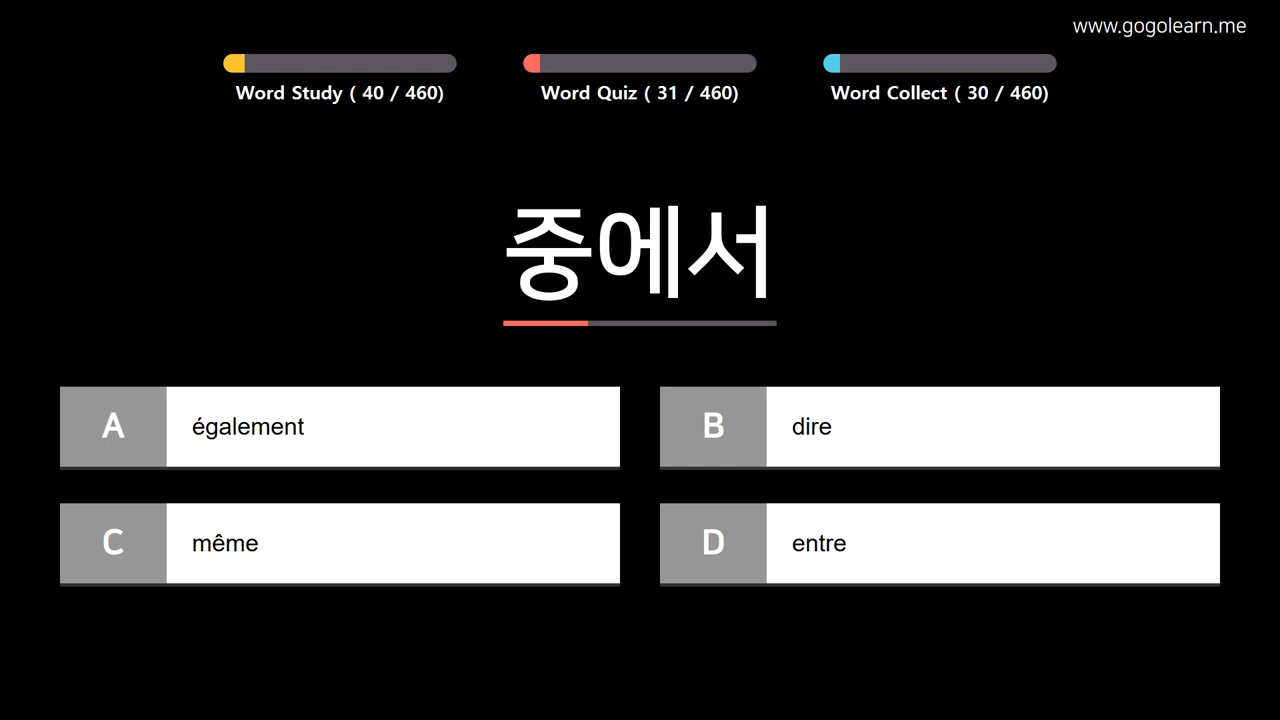 www.gogolearn.me
Word Study ( 40 / 460)
Word Quiz ( 31 / 460)
Word Collect ( 30 / 460)
중에서
A également
B dire
C même
D entre